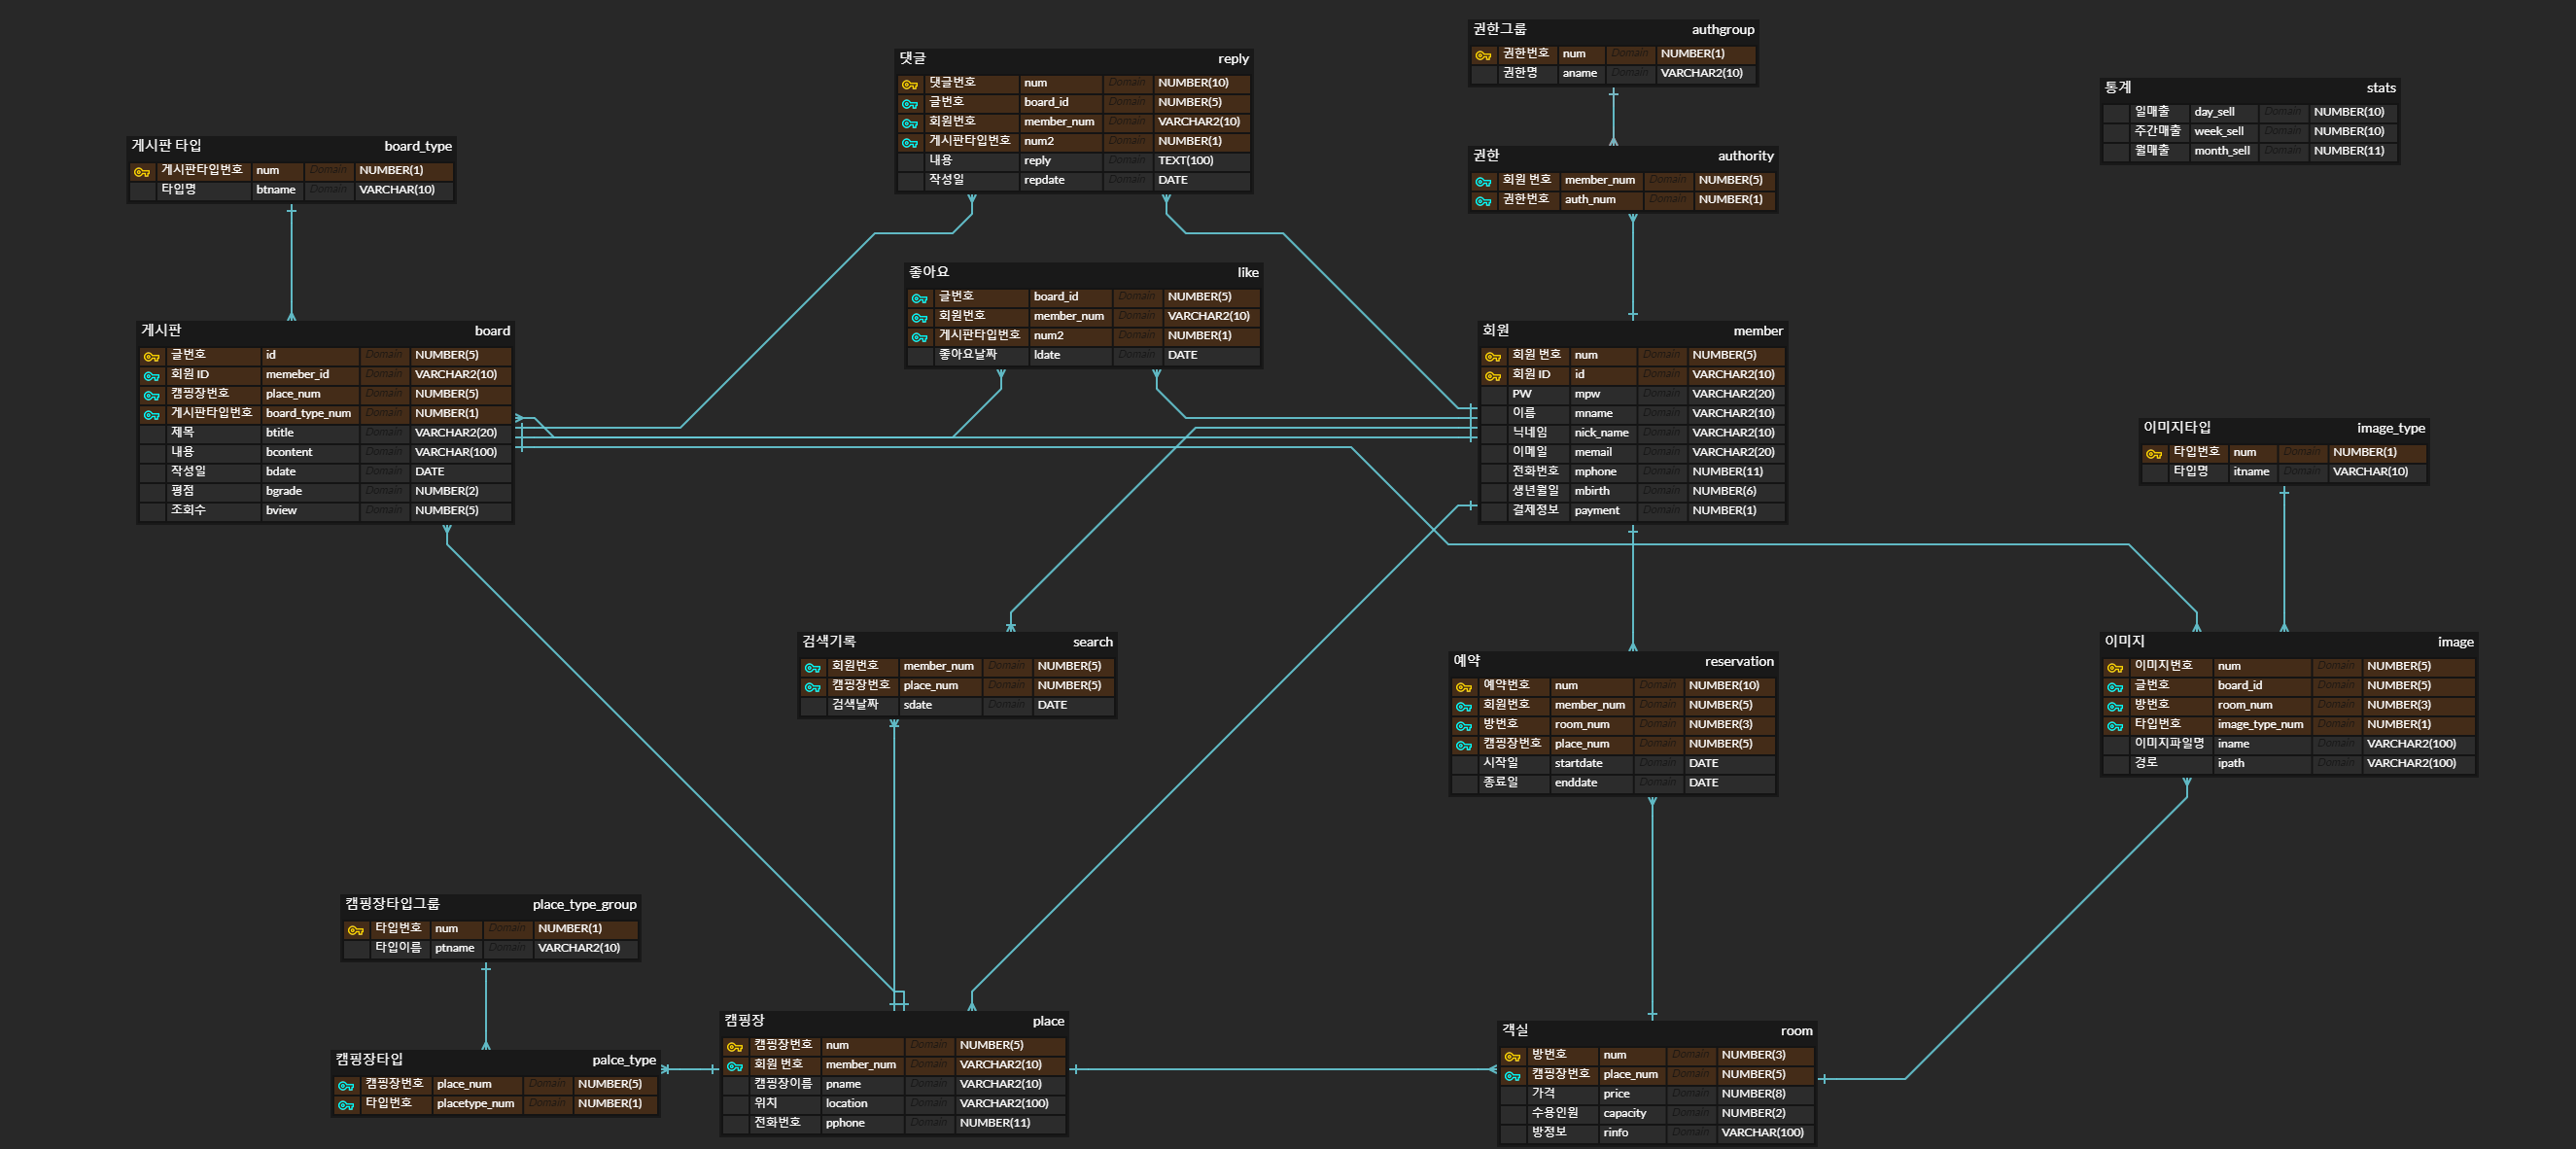 권한그룹 authgroup
권한번호 num Domain NUMBER(1)
권한명 aname Domain VARCHAR2(10)
댓글 reply
댓글번호 num Domain NUMBER(10)
글번호 board_id Domain NUMBER(5)
회원번호 member_num Domain VARCHAR2(10)
게시판타입번호 num2 Domain NUMBER(1)
내용 reply Domain TEXT(100)
작성일 repdate Domain DATE
통계 stats
일매출 day_sell Domain NUMBER(10)
주간매출 week_sell Domain NUMBER(10)
월매출 month_sell Domain NUMBER(11)
게시판 타입 board_type
게시판타입번호 num Domain NUMBER(1)
타입명 btname Domain VARCHAR(10)
권한 authority
회원 번호 member_num Domain NUMBER(5)
권한번호 auth_num Domain NUMBER(1)
좋아요 like
글번호 board_id Domain NUMBER(5)
회원번호 member_num Domain VARCHAR2(10)
게시판타입번호 num2 Domain NUMBER(1)
좋아요날짜 ldate Domain DATE
게시판 board
글번호 id Domain NUMBER(5)
회원 ID memeber_id Domain VARCHAR2(10)
캠핑장번호 place_num Domain NUMBER(5)
게시판타입번호 board_type_num Domain NUMBER(1)
제목 btitle Domain VARCHAR2(20)
내용 bcontent Domain VARCHAR(100)
작성일 bdate Domain DATE
평점 bgrade Domain NUMBER(2)
조회수 bview Domain NUMBER(5)
회원 member
회원 번호 num Domain NUMBER(5)
회원 ID id Domain VARCHAR2(10)
PW mpw Domain VARCHAR2(20)
이름 mname Domain VARCHAR2(10)
닉네임 nick_name Domain VARCHAR2(10)
이메일 memail Domain VARCHAR2(20)
전화번호 mphone Domain NUMBER(11)
생년월일 mbirth Domain NUMBER(6)
결제정보 payment Domain NUMBER(1)
이미지타입 image_type
타입번호 num Domain NUMBER(1)
타입명 itname Domain VARCHAR(10)
검색기록 search
회원번호 member_num Domain NUMBER(5)
캠핑장번호 place_num Domain NUMBER(5)
검색날짜 sdate Domain DATE
예약 reservation
예약번호 num Domain NUMBER(10)
회원번호 member_num Domain NUMBER(5)
방번호 room_num Domain NUMBER(3)
캠핑장번호 place_num Domain NUMBER(5)
시작일 startdate Domain DATE
종료일 enddate Domain DATE
이미지 image
이미지번호 num Domain NUMBER(5)
글번호 board_id Domain NUMBER(5)
방번호 room_num Domain NUMBER(3)
타입번호 image_type_num Domain NUMBER(1)
이미지파일명 iname Domain VARCHAR2(100)
경로 ipath Domain VARCHAR2(100)
캠핑장타입그룹 place_type_group
타입번호 num Domain NUMBER(1)
타입이름 ptname Domain VARCHAR2(10)
캠핑장타입 palce_type
캠핑장번호 place_num Domain NUMBER(5)
타입번호 placetype_num Domain NUMBER(1)
캠핑장 place
캠핑장번호 num Domain NUMBER(5)
회원 번호 member_num Domain VARCHAR2(10)
캠핑장이름 pname Domain VARCHAR2(10)
위치 location Domain VARCHAR2(100)
전화번호 pphone Domain NUMBER(11)
객실 room
방번호 num Domain NUMBER(3)
캠핑장번호 place_num Domain NUMBER(5)
가격 price Domain NUMBER(8)
수용인원 capacity Domain NUMBER(2)
방정보 rinfo Domain VARCHAR(100)